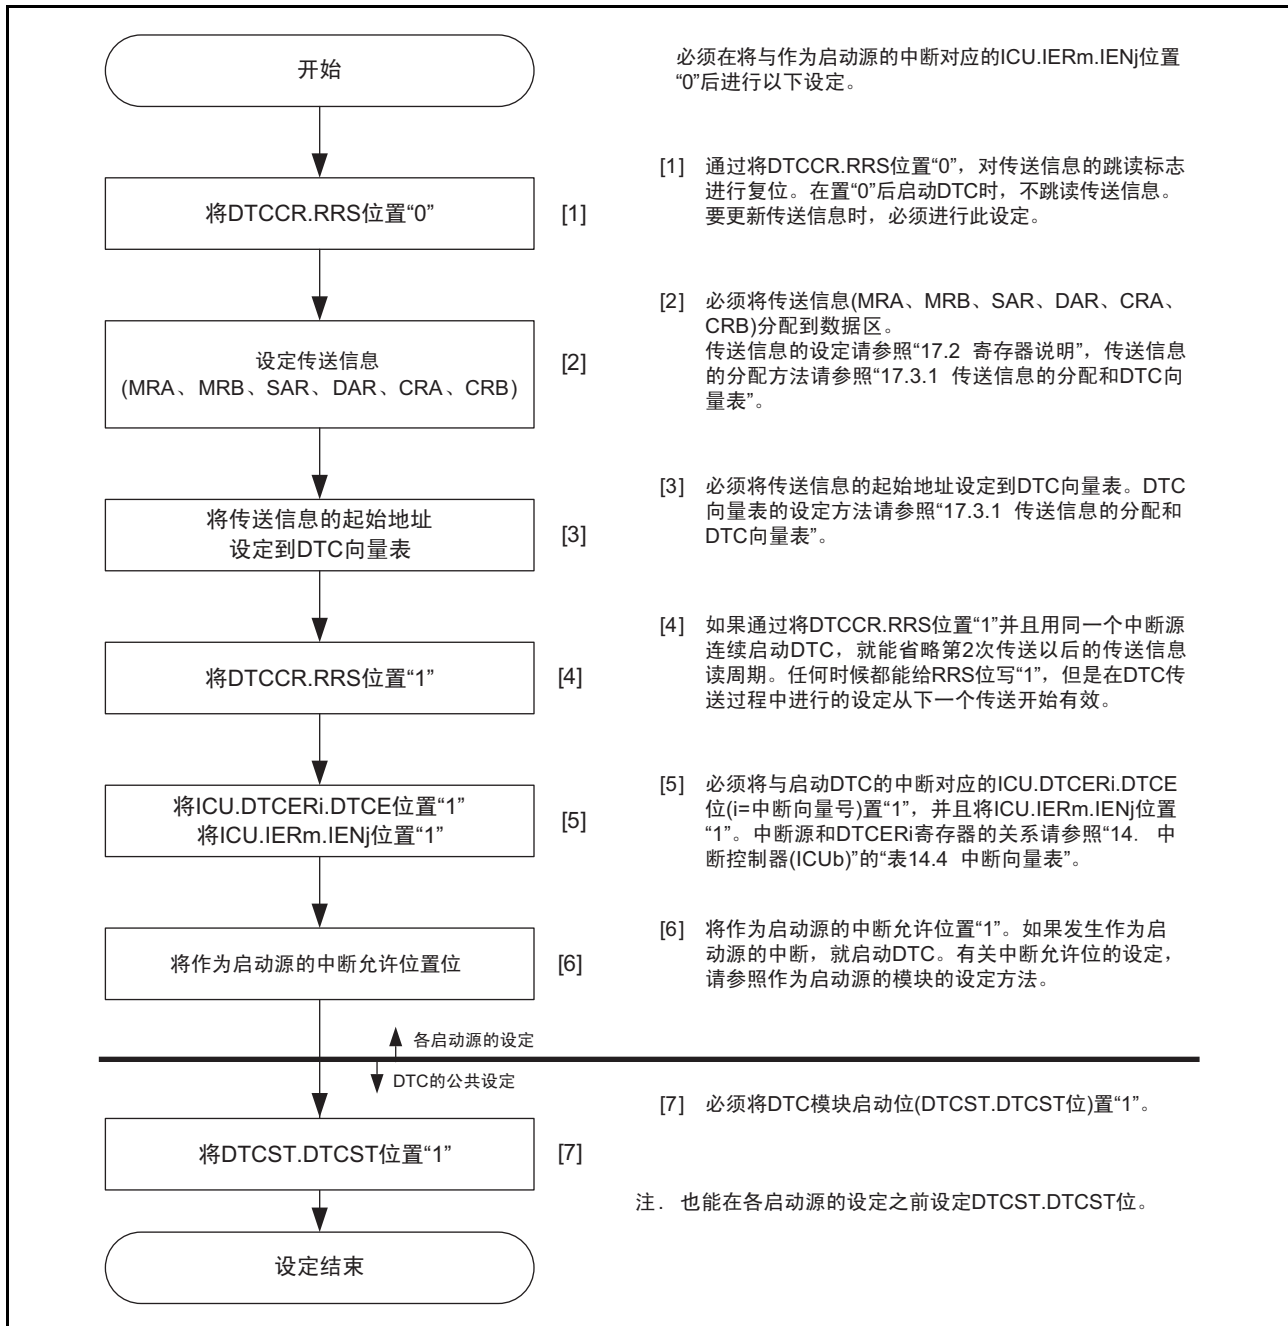 开始
必须在将与作为启动源的中断对应的ICU.IERm.IENj位置
“0”后进行以下设定。
将DTCCR.RRS位置“0”
[1]
[1] 通过将DTCCR.RRS位置“0”，对传送信息的跳读标志
进行复位。在置“0”后启动DTC时，不跳读传送信息。
要更新传送信息时，必须进行此设定。
设定传送信息
(MRA、MRB、SAR、DAR、CRA、CRB)
[2]
[2] 必须将传送信息(MRA、MRB、SAR、DAR、CRA、
CRB)分配到数据区。
传送信息的设定请参照“17.2 寄存器说明”，传送信息
的分配方法请参照“17.3.1 传送信息的分配和DTC向
量表”。
将传送信息的起始地址
设定到DTC向量表
[3]
[3] 必须将传送信息的起始地址设定到DTC向量表。DTC
向量表的设定方法请参照“17.3.1 传送信息的分配和
DTC向量表”。
将DTCCR.RRS位置“1”
[4]
[4] 如果通过将DTCCR.RRS位置“1”并且用同一个中断源
连续启动DTC，就能省略第2次传送以后的传送信息
读周期。任何时候都能给RRS位写“1”，但是在DTC传
送过程中进行的设定从下一个传送开始有效。
将ICU.DTCERi.DTCE位置“1”
将ICU.IERm.IENj位置“1”
[5]
[5] 必须将与启动DTC的中断对应的ICU.DTCERi.DTCE
位(i=中断向量号)置“1”，并且将ICU.IERm.IENj位置
“1”。中断源和DTCERi寄存器的关系请参照“14. 中
断控制器(ICUb)”的“表14.4 中断向量表”。
将作为启动源的中断允许位置位
[6]
[6] 将作为启动源的中断允许位置“1”。如果发生作为启
动源的中断，就启动DTC。有关中断允许位的设定，
请参照作为启动源的模块的设定方法。
各启动源的设定
DTC的公共设定
将DTCST.DTCST位置“1”
[7]
[7] 必须将DTC模块启动位(DTCST.DTCST位)置“1”。
注. 也能在各启动源的设定之前设定DTCST.DTCST位。
设定结束